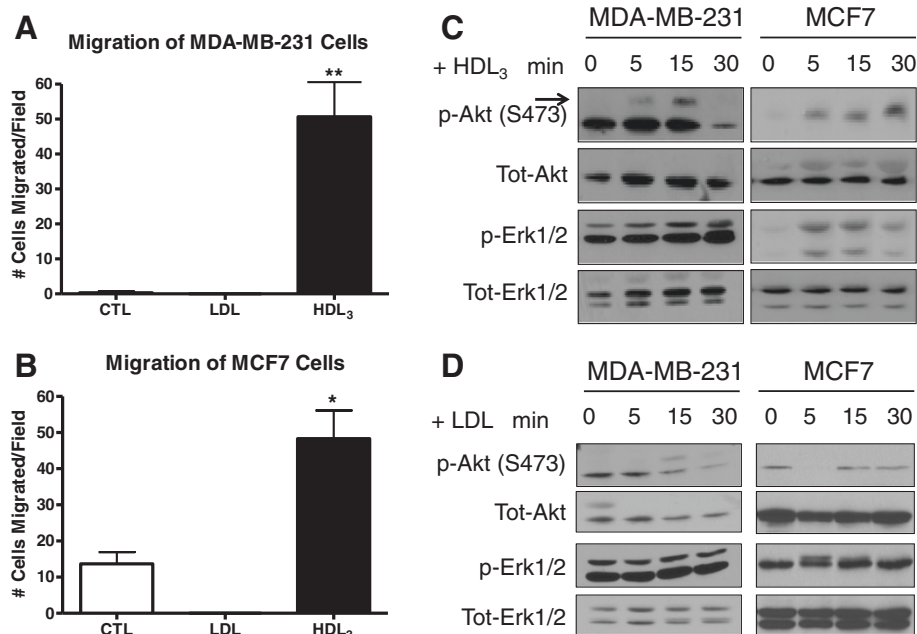 A
Migration of MDA-MB-231 Cells
# Cells Migrated/Field
60
50
40
30
20
10
0
**
CTL LDL HDL₃
B
Migration of MCF7 Cells
# Cells Migrated/Field
60
50
40
30
20
10
0
*
CTL LDL HDL₃
C
MDA-MB-231 MCF7
+ HDL₃ min 0 5 15 30 0 5 15 30
p-Akt (S473)
Tot-Akt
p-Erk1/2
Tot-Erk1/2
D
MDA-MB-231 MCF7
+ LDL min 0 5 15 30 0 5 15 30
p-Akt (S473)
Tot-Akt
p-Erk1/2
Tot-Erk1/2